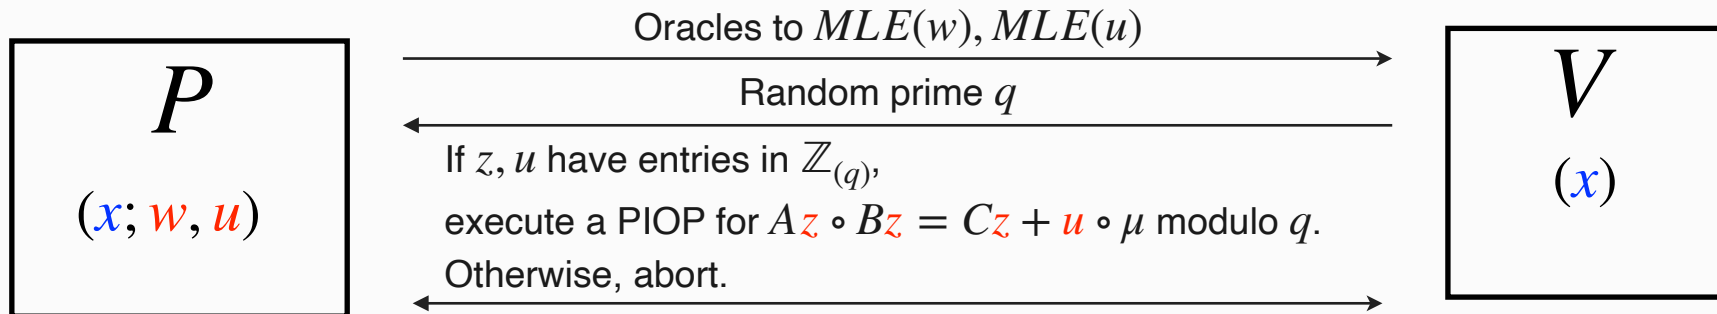 P
(x; w, u)
Oracles to MLE(w), MLE(u)
Random prime q
If z, u have entries in ℤ₍q₎,
execute a PIOP for Az ∘ Bz = Cz + u ∘ μ modulo q.
Otherwise, abort.
V
(x)